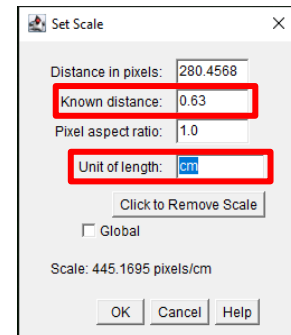 Set Scale
Distance in pixels: 280.4568
Known distance: 0.63
Pixel aspect ratio: 1.0
Unit of length: cm
Click to Remove Scale
Global
Scale: 445.1695 pixels/cm
OK Cancel Help